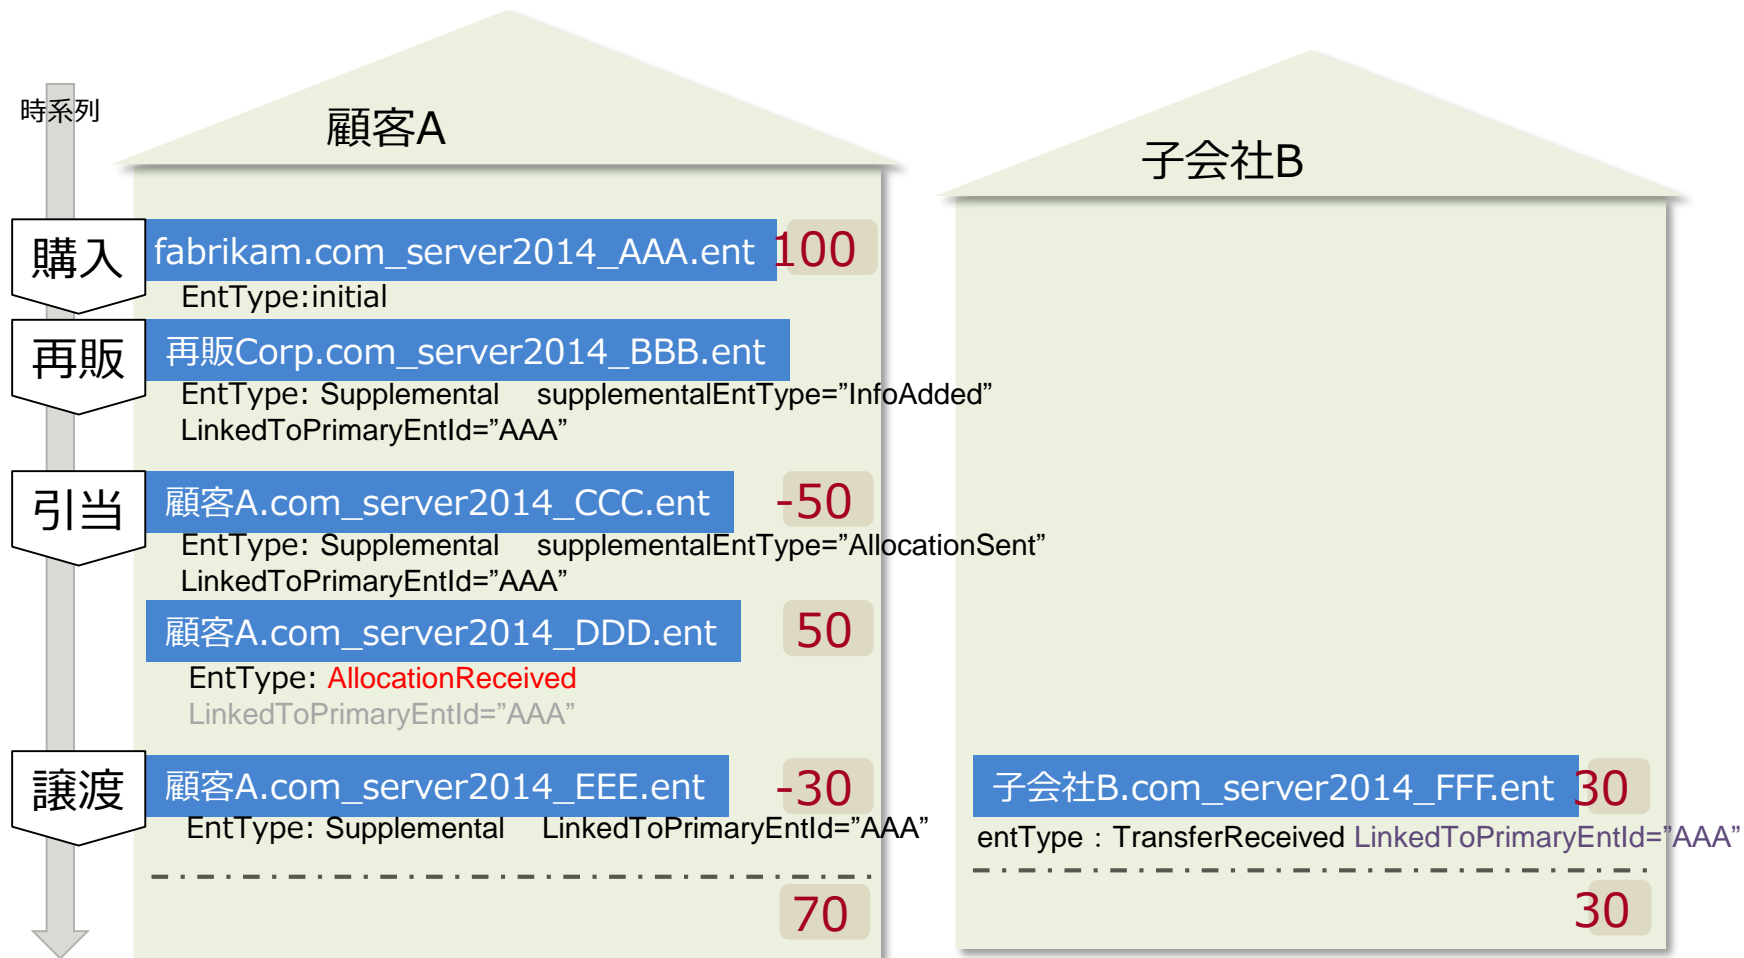 時系列
顧客A
子会社B
購入
fabrikam.com_server2014_AAA.ent
100
EntType:initial
再販
再販Corp.com_server2014_BBB.ent
EntType: Supplemental supplementalEntType=”InfoAdded”
LinkedToPrimaryEntId=”AAA”
引当
顧客A.com_server2014_CCC.ent
-50
EntType: Supplemental supplementalEntType=”AllocationSent”
LinkedToPrimaryEntId=”AAA”
顧客A.com_server2014_DDD.ent
50
EntType: AllocationReceived
LinkedToPrimaryEntId=”AAA”
譲渡
顧客A.com_server2014_EEE.ent
-30
EntType: Supplemental LinkedToPrimaryEntId=”AAA”
子会社B.com_server2014_FFF.ent
30
entType：TransferReceived LinkedToPrimaryEntId=”AAA”
70
30